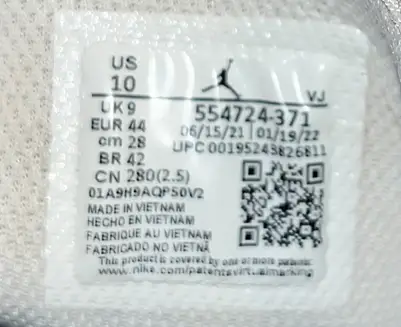 US
10
VJ
UK 9
554724-371
EUR 44
06/15/21 01/19/22
cm 28
UPC 00195243826811
BR 42
CN 280(2.5)
01A9H9AQPS0V2
MADE IN VIETNAM
HECHO EN VIETNAM
FABRIQUE AU VIETNAM
FABRICADO NO VIETNÃ
This product is covered by one or more patents:
www.nike.com/patentsvirtualmarking